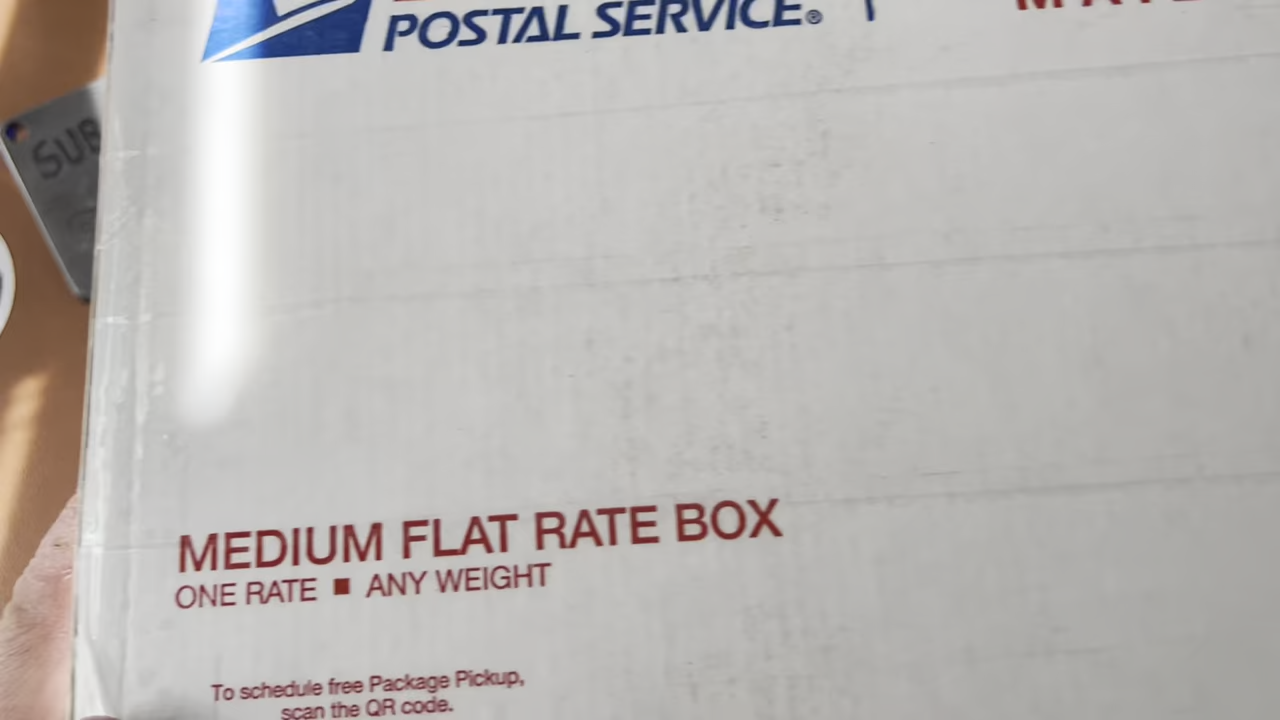 POSTAL SERVICE®
SUB
MEDIUM FLAT RATE BOX
ONE RATE ■ ANY WEIGHT
To schedule free Package Pickup,
scan the QR code.